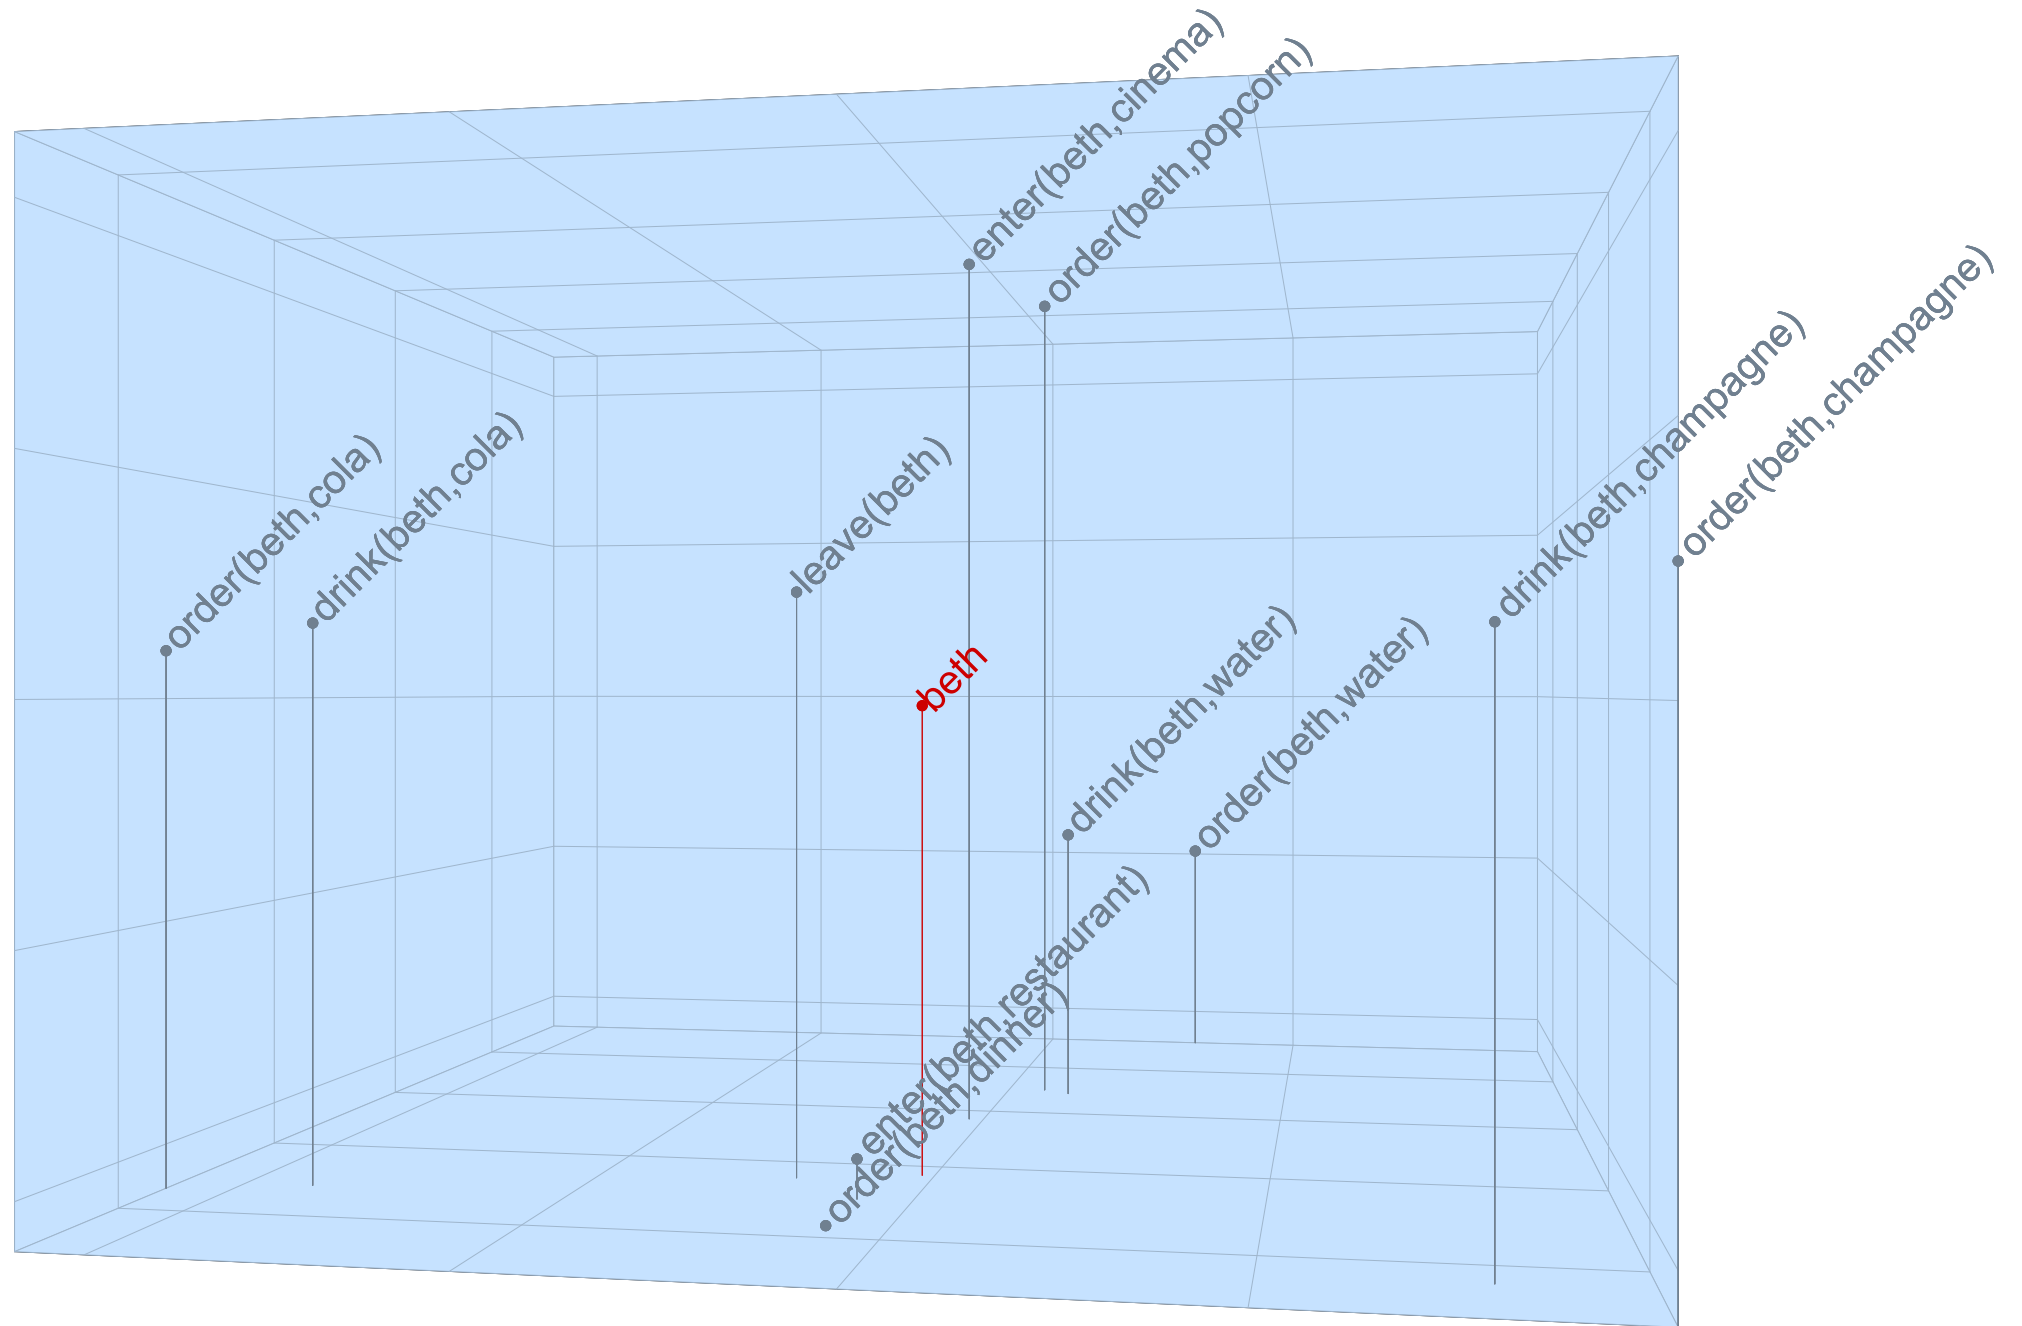 enter(beth,cinema)
order(beth,popcorn)
order(beth,champagne)
drink(beth,champagne)
order(beth,cola)
drink(beth,cola)
leave(beth)
beth
drink(beth,water)
order(beth,water)
enter(beth,restaurant)
order(beth,dinner)